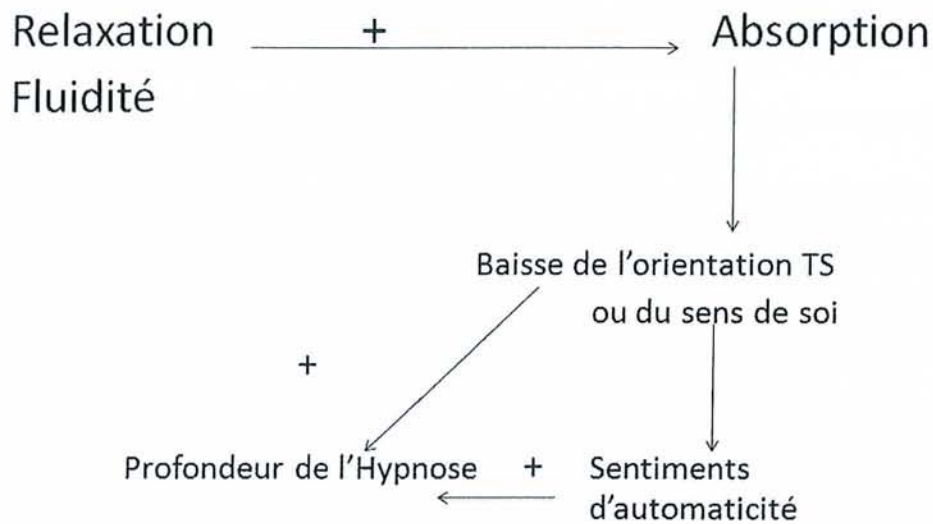 Relaxation + Absorption
Fluidité
Baisse de l'orientation TS
ou du sens de soi
+
Profondeur de l'Hypnose + Sentiments
d'automaticité